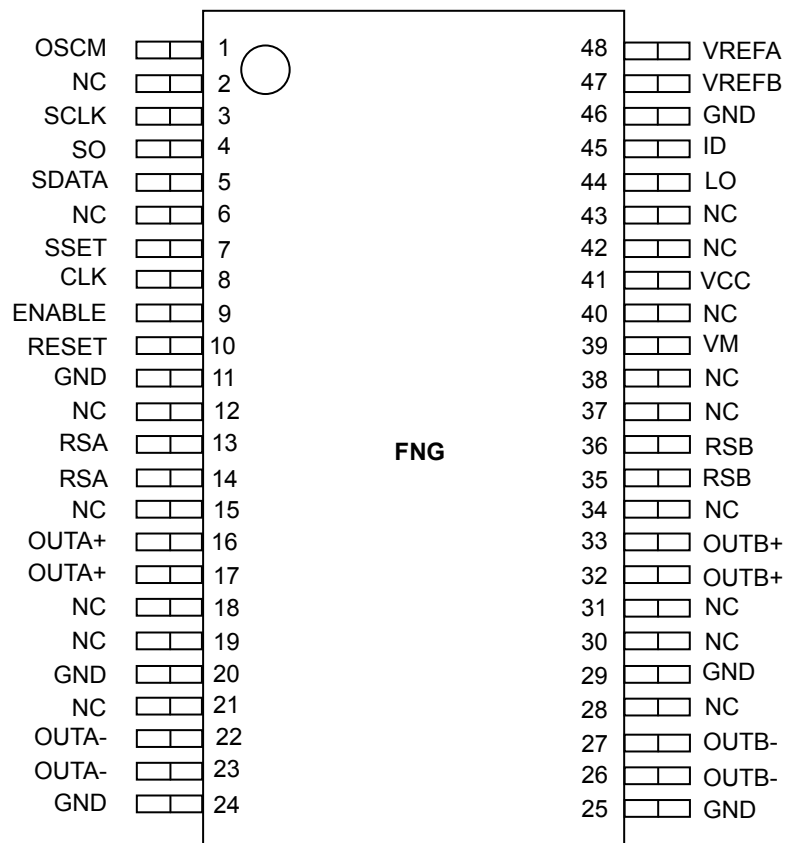 OSCM 1 48 VREFA
NC 2 47 VREFB
SCLK 3 46 GND
SO 4 45 ID
SDATA 5 44 LO
NC 6 43 NC
SSET 7 42 NC
CLK 8 41 VCC
ENABLE 9 40 NC
RESET 10 39 VM
GND 11 38 NC
NC 12 37 NC
RSA 13 36 RSB
FNG
RSA 14 35 RSB
NC 15 34 NC
OUTA+ 16 33 OUTB+
OUTA+ 17 32 OUTB+
NC 18 31 NC
NC 19 30 NC
GND 20 29 GND
NC 21 28 NC
OUTA- 22 27 OUTB-
OUTA- 23 26 OUTB-
GND 24 25 GND